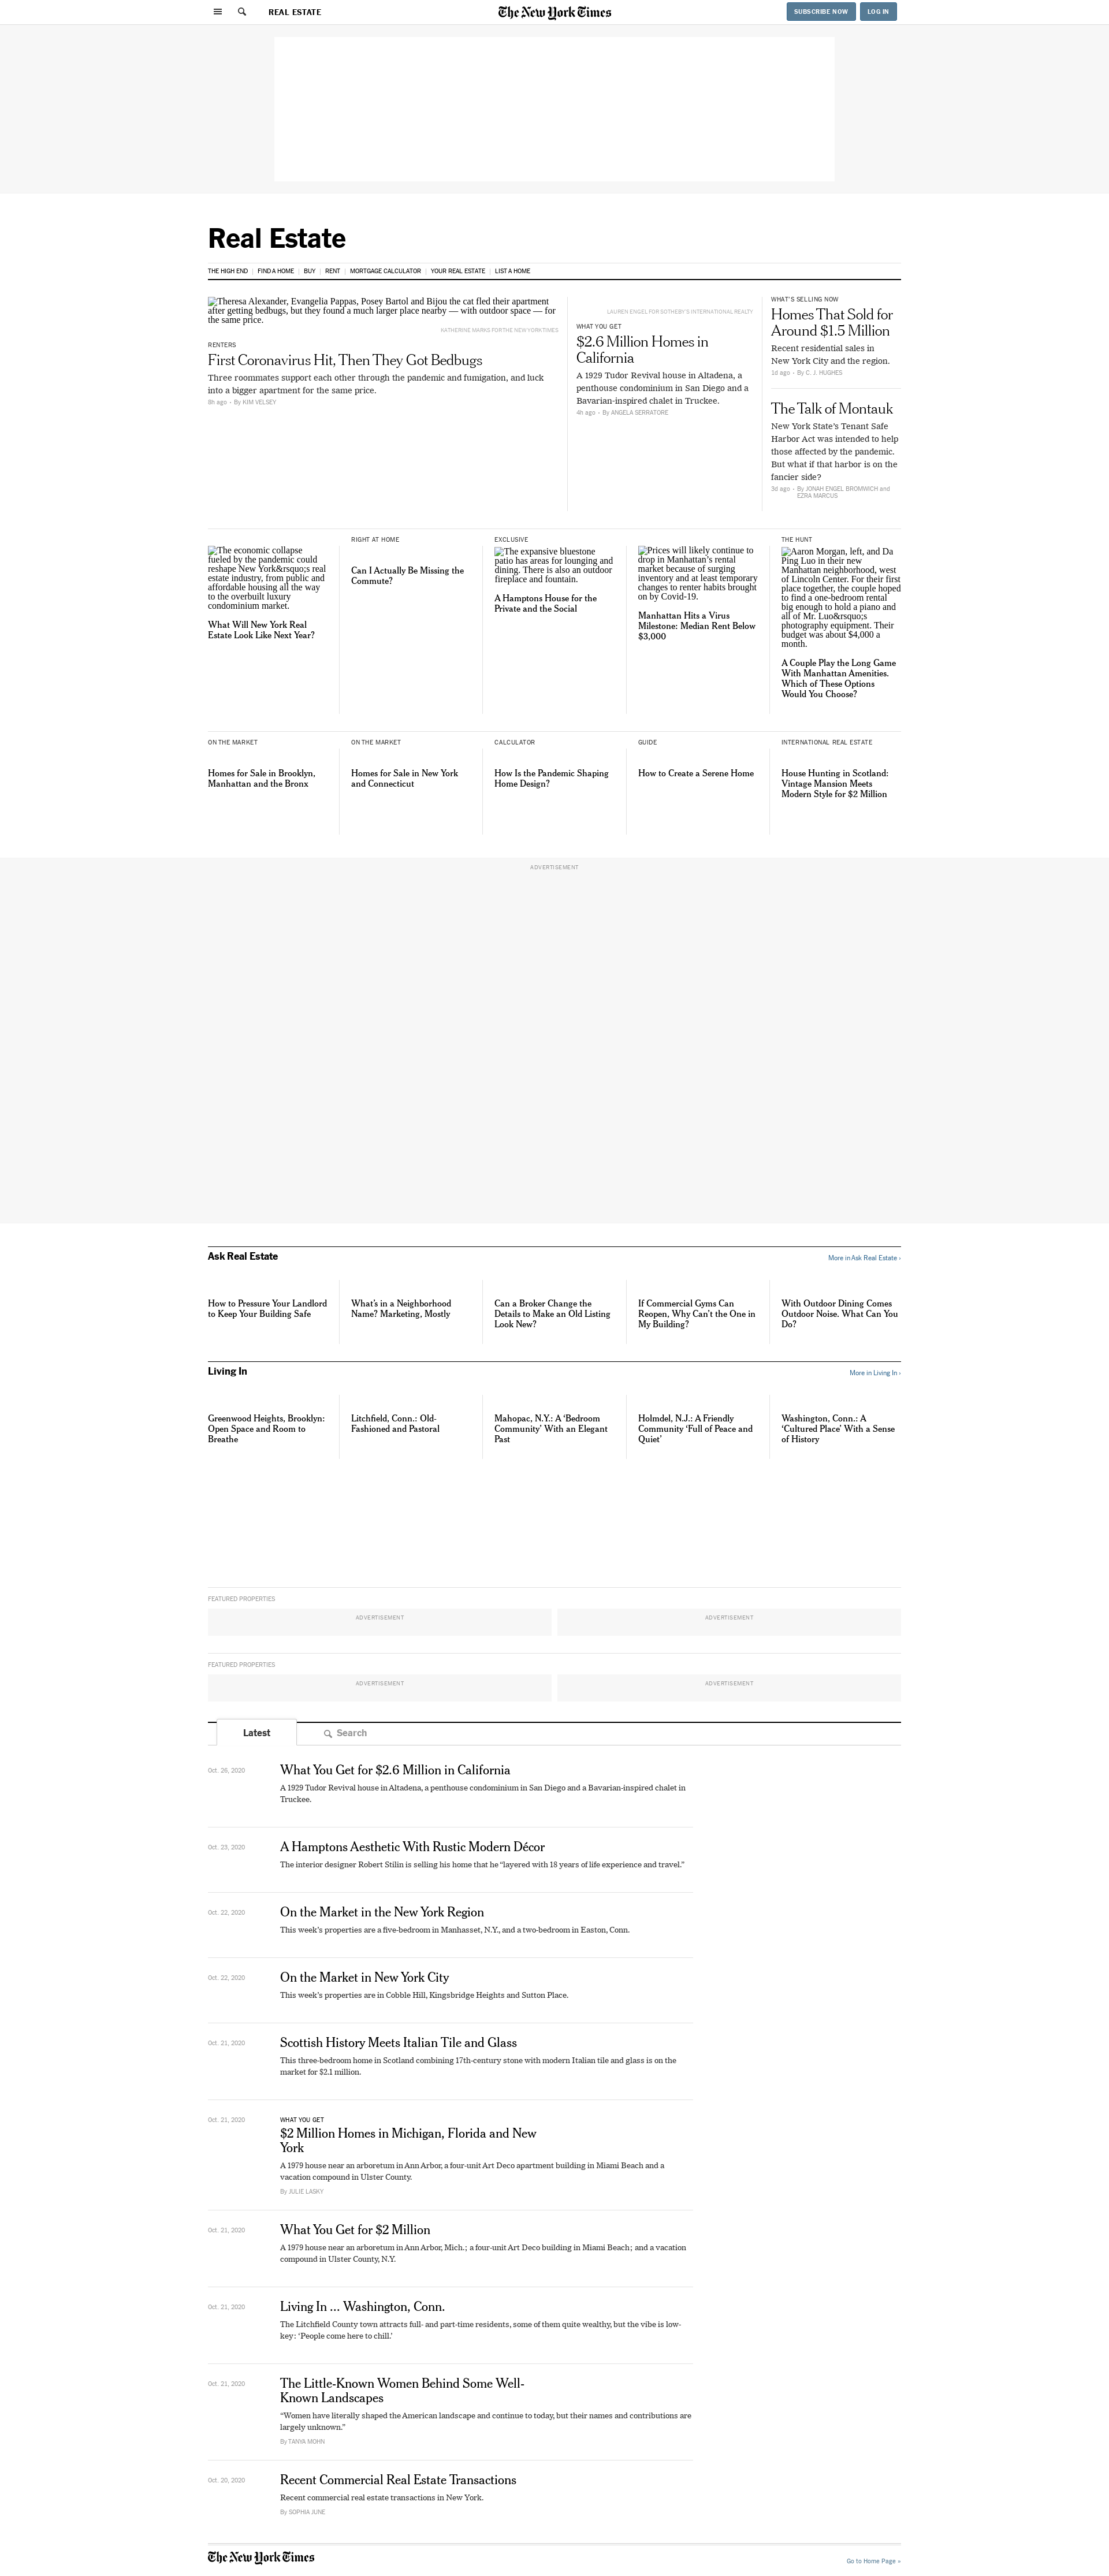 REAL ESTATE
The New York Times
SUBSCRIBE NOW
LOG IN
Real Estate
THE HIGH END
FIND A HOME
BUY
RENT
MORTGAGE CALCULATOR
YOUR REAL ESTATE
LIST A HOME
Theresa Alexander, Evangelia Pappas, Posey Bartol and Bijou the cat fled their apartment
after getting bedbugs, but they found a much larger place nearby — with outdoor space — for
the same price.
KATHERINE MARKS FOR THE NEW YORK TIMES
RENTERS
First Coronavirus Hit, Then They Got Bedbugs
Three roommates support each other through the pandemic and fumigation, and luck
into a bigger apartment for the same price.
8h ago - By KIM VELSEY
LAUREN ENGEL FOR SOTHEBY'S INTERNATIONAL REALTY
WHAT YOU GET
$2.6 Million Homes in
California
A 1929 Tudor Revival house in Altadena, a
penthouse condominium in San Diego and a
Bavarian-inspired chalet in Truckee.
4h ago - By ANGELA SERRATORE
WHAT'S SELLING NOW
Homes That Sold for
Around $1.5 Million
Recent residential sales in
New York City and the region.
1d ago - By C. J. HUGHES
The Talk of Montauk
New York State's Tenant Safe
Harbor Act was intended to help
those affected by the pandemic.
But what if that harbor is on the
fancier side?
3d ago - By JONAH ENGEL BROMWICH and
EZRA MARCUS
The economic collapse
fueled by the pandemic could
reshape New York&rsquo;s real
estate industry, from public and
affordable housing all the way
to the overbuilt luxury
condominium market.
What Will New York Real
Estate Look Like Next Year?
RIGHT AT HOME
Can I Actually Be Missing the
Commute?
EXCLUSIVE
The expansive bluestone
patio has areas for lounging and
dining. There is also an outdoor
fireplace and fountain.
A Hamptons House for the
Private and the Social
Prices will likely continue to
drop in Manhattan's rental
market because of surging
inventory and at least temporary
changes to renter habits brought
on by Covid-19.
Manhattan Hits a Virus
Milestone: Median Rent Below
$3,000
THE HUNT
Aaron Morgan, left, and Da
Ping Luo in their new
Manhattan neighborhood, west
of Lincoln Center. For their first
place together, the couple hoped
to find a one-bedroom rental
big enough to hold a piano and
all of Mr. Luo&rsquo;s
photography equipment. Their
budget was about $4,000 a
month.
A Couple Play the Long Game
With Manhattan Amenities.
Which of These Options
Would You Choose?
ON THE MARKET
Homes for Sale in Brooklyn,
Manhattan and the Bronx
ON THE MARKET
Homes for Sale in New York
and Connecticut
CALCULATOR
How Is the Pandemic Shaping
Home Design?
GUIDE
How to Create a Serene Home
INTERNATIONAL REAL ESTATE
House Hunting in Scotland:
Vintage Mansion Meets
Modern Style for $2 Million
ADVERTISEMENT
Ask Real Estate
More in Ask Real Estate ›
How to Pressure Your Landlord
to Keep Your Building Safe
What's in a Neighborhood
Name? Marketing, Mostly
Can a Broker Change the
Details to Make an Old Listing
Look New?
If Commercial Gyms Can
Reopen, Why Can't the One in
My Building?
With Outdoor Dining Comes
Outdoor Noise. What Can You
Do?
Living In
More in Living In ›
Greenwood Heights, Brooklyn:
Open Space and Room to
Breathe
Litchfield, Conn.: Old-
Fashioned and Pastoral
Mahopac, N.Y.: A ‘Bedroom
Community’ With an Elegant
Past
Holmdel, N.J.: A Friendly
Community ‘Full of Peace and
Quiet’
Washington, Conn.: A
‘Cultured Place’ With a Sense
of History
FEATURED PROPERTIES
ADVERTISEMENT
ADVERTISEMENT
FEATURED PROPERTIES
ADVERTISEMENT
ADVERTISEMENT
Latest
Search
Oct. 26, 2020
What You Get for $2.6 Million in California
A 1929 Tudor Revival house in Altadena, a penthouse condominium in San Diego and a Bavarian-inspired chalet in
Truckee.
Oct. 23, 2020
A Hamptons Aesthetic With Rustic Modern Décor
The interior designer Robert Stilin is selling his home that he “layered with 18 years of life experience and travel.”
Oct. 22, 2020
On the Market in the New York Region
This week's properties are a five-bedroom in Manhasset, N.Y., and a two-bedroom in Easton, Conn.
Oct. 22, 2020
On the Market in New York City
This week's properties are in Cobble Hill, Kingsbridge Heights and Sutton Place.
Oct. 21, 2020
Scottish History Meets Italian Tile and Glass
This three-bedroom home in Scotland combining 17th-century stone with modern Italian tile and glass is on the
market for $2.1 million.
Oct. 21, 2020
WHAT YOU GET
$2 Million Homes in Michigan, Florida and New
York
A 1979 house near an arboretum in Ann Arbor, a four-unit Art Deco apartment building in Miami Beach and a
vacation compound in Ulster County.
By JULIE LASKY
Oct. 21, 2020
What You Get for $2 Million
A 1979 house near an arboretum in Ann Arbor, Mich.; a four-unit Art Deco building in Miami Beach; and a vacation
compound in Ulster County, N.Y.
Oct. 21, 2020
Living In ... Washington, Conn.
The Litchfield County town attracts full- and part-time residents, some of them quite wealthy, but the vibe is low-
key: ‘People come here to chill.’
Oct. 21, 2020
The Little-Known Women Behind Some Well-
Known Landscapes
“Women have literally shaped the American landscape and continue to today, but their names and contributions are
largely unknown.”
By TANYA MOHN
Oct. 20, 2020
Recent Commercial Real Estate Transactions
Recent commercial real estate transactions in New York.
By SOPHIA JUNE
The New York Times
Go to Home Page »